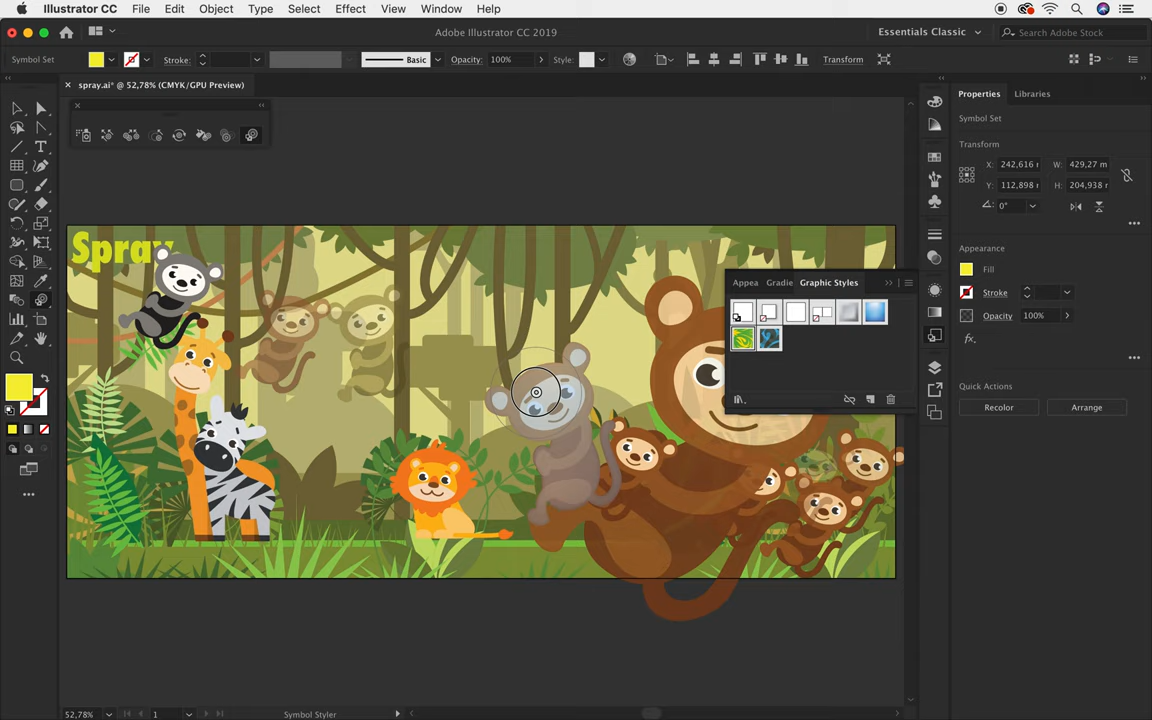 Illustrator CC File Edit Object Type Select Effect View Window Help
Adobe Illustrator CC 2019
Essentials Classic
Search Adobe Stock
Symbol Set
Stroke:
Basic
Opacity: 100%
Style:
Transform
spray.ai* @ 52,78% (CMYK/GPU Preview)
Properties Libraries
Symbol Set
Transform
X: 242,616 W: 429,27 m
Y: 112,898 H: 204,938
0°
Appearance
Fill
Stroke
Opacity 100%
fx.
Quick Actions
Recolor Arrange
Spray
Appea Gradie Graphic Styles
52,78% 1 Symbol Styler